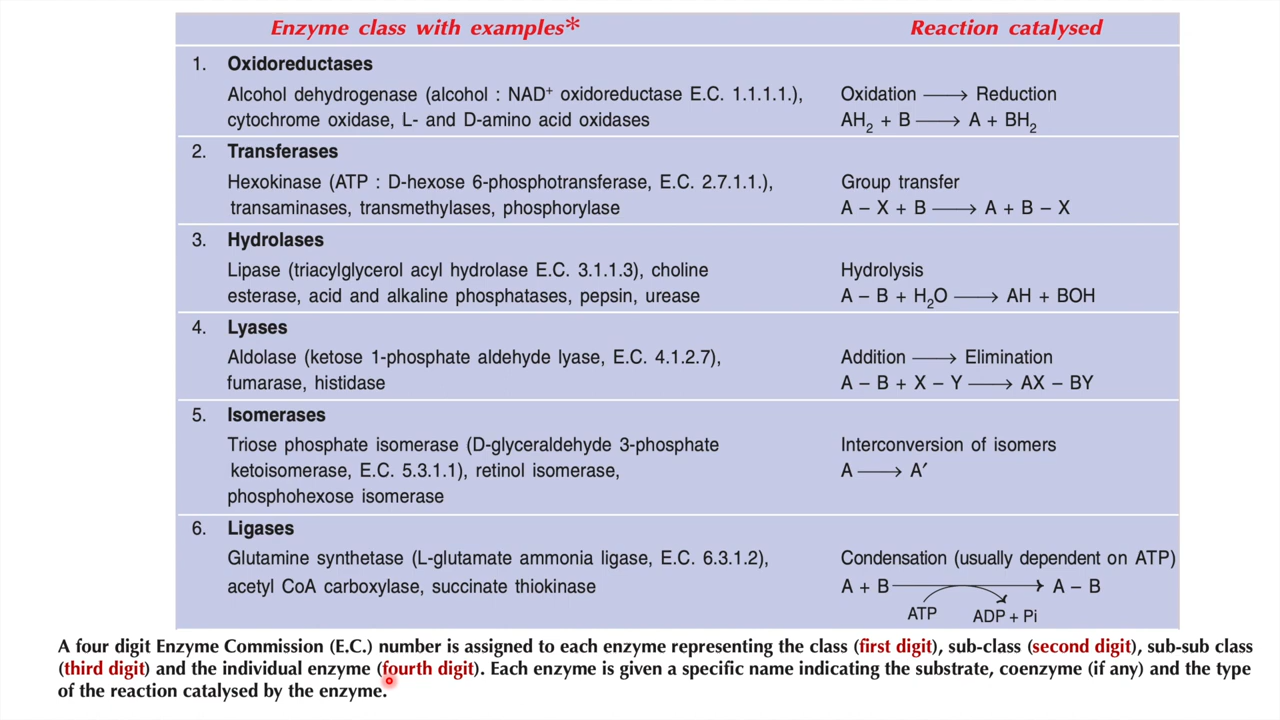 Enzyme class with examples* Reaction catalysed
1. Oxidoreductases
Alcohol dehydrogenase (alcohol : NAD⁺ oxidoreductase E.C. 1.1.1.1.), Oxidation ⟶ Reduction
cytochrome oxidase, L- and D-amino acid oxidases AH₂ + B ⟶ A + BH₂
2. Transferases
Hexokinase (ATP : D-hexose 6-phosphotransferase, E.C. 2.7.1.1.), Group transfer
transaminases, transmethylases, phosphorylase A – X + B ⟶ A + B – X
3. Hydrolases
Lipase (triacylglycerol acyl hydrolase E.C. 3.1.1.3), choline Hydrolysis
esterase, acid and alkaline phosphatases, pepsin, urease A – B + H₂O ⟶ AH + BOH
4. Lyases
Aldolase (ketose 1-phosphate aldehyde lyase, E.C. 4.1.2.7), Addition ⟶ Elimination
fumarase, histidase A – B + X – Y ⟶ AX – BY
5. Isomerases
Triose phosphate isomerase (D-glyceraldehyde 3-phosphate Interconversion of isomers
ketoisomerase, E.C. 5.3.1.1), retinol isomerase, A ⟶ A′
phosphohexose isomerase
6. Ligases
Glutamine synthetase (L-glutamate ammonia ligase, E.C. 6.3.1.2), Condensation (usually dependent on ATP)
acetyl CoA carboxylase, succinate thiokinase A + B ⟶ A – B
ATP ADP + Pi
A four digit Enzyme Commission (E.C.) number is assigned to each enzyme representing the class (first digit), sub-class (second digit), sub-sub class
(third digit) and the individual enzyme (fourth digit). Each enzyme is given a specific name indicating the substrate, coenzyme (if any) and the type
of the reaction catalysed by the enzyme.